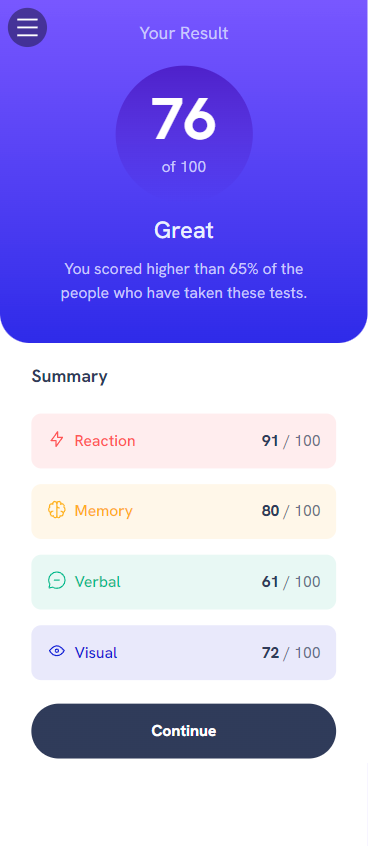 Your Result
76
of 100
Great
You scored higher than 65% of the
people who have taken these tests.
Summary
Reaction 91 / 100
Memory 80 / 100
Verbal 61 / 100
Visual 72 / 100
Continue